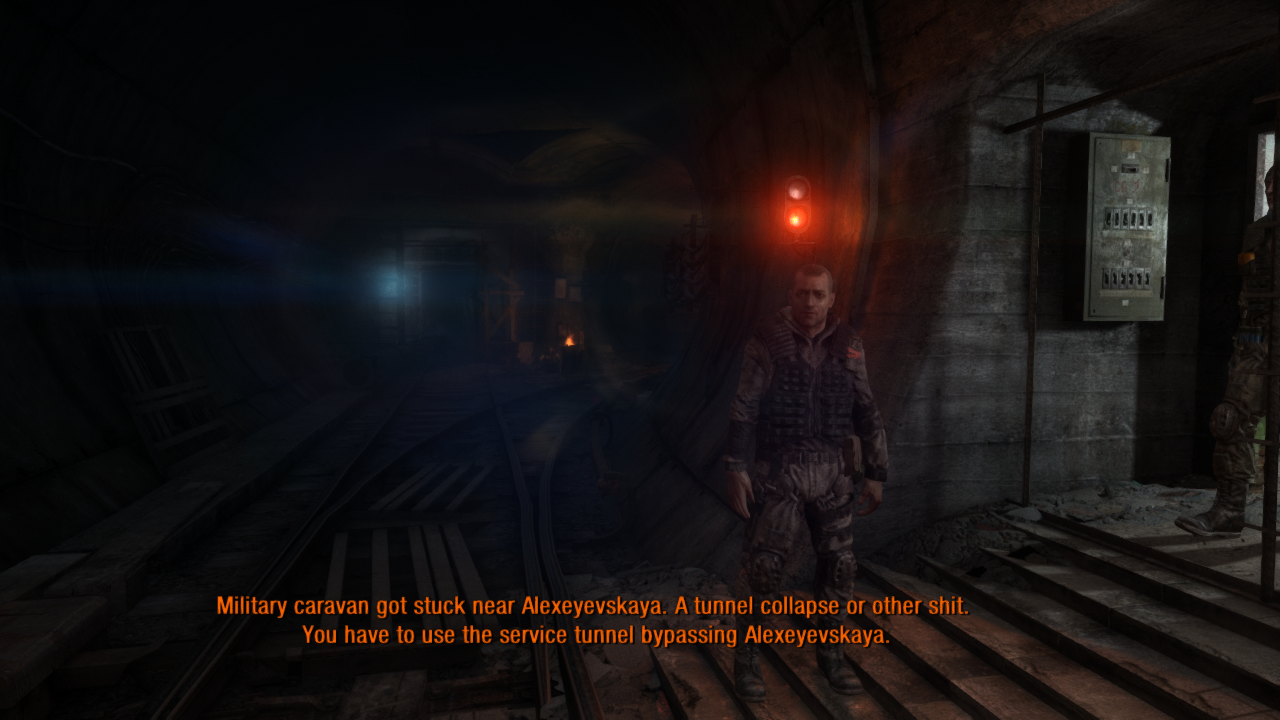 Military caravan got stuck near Alexeyevskaya. A tunnel collapse or other shit.
You have to use the service tunnel bypassing Alexeyevskaya.